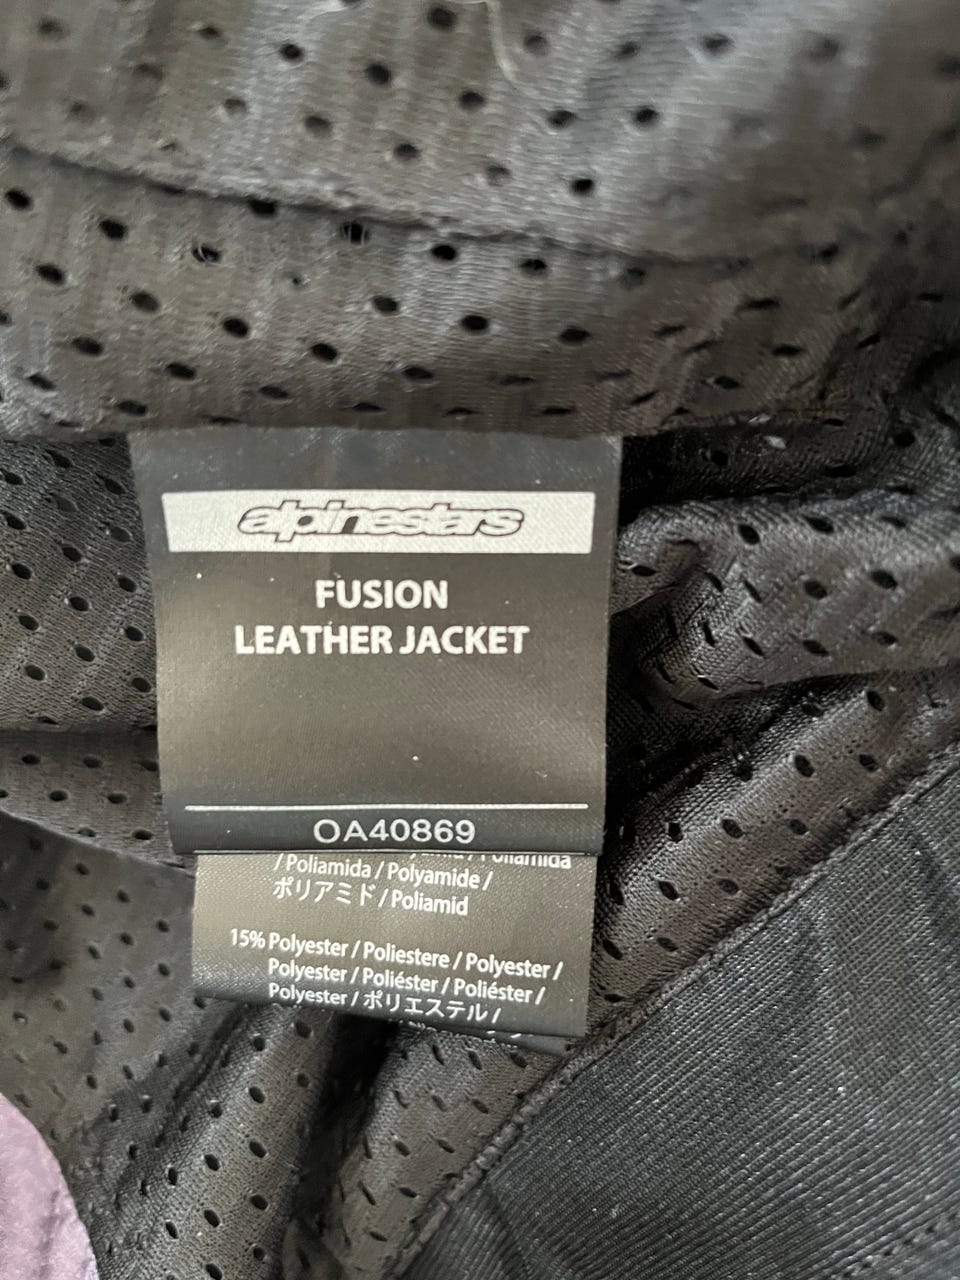 alpinestars
FUSION
LEATHER JACKET
OA40869
/ Poliamida / Polyamide /
ポリアミド / Poliamid
15% Polyester / Poliestere / Polyester /
Polyester / Poliéster / Poliéster /
Polyester / ポリエステル /